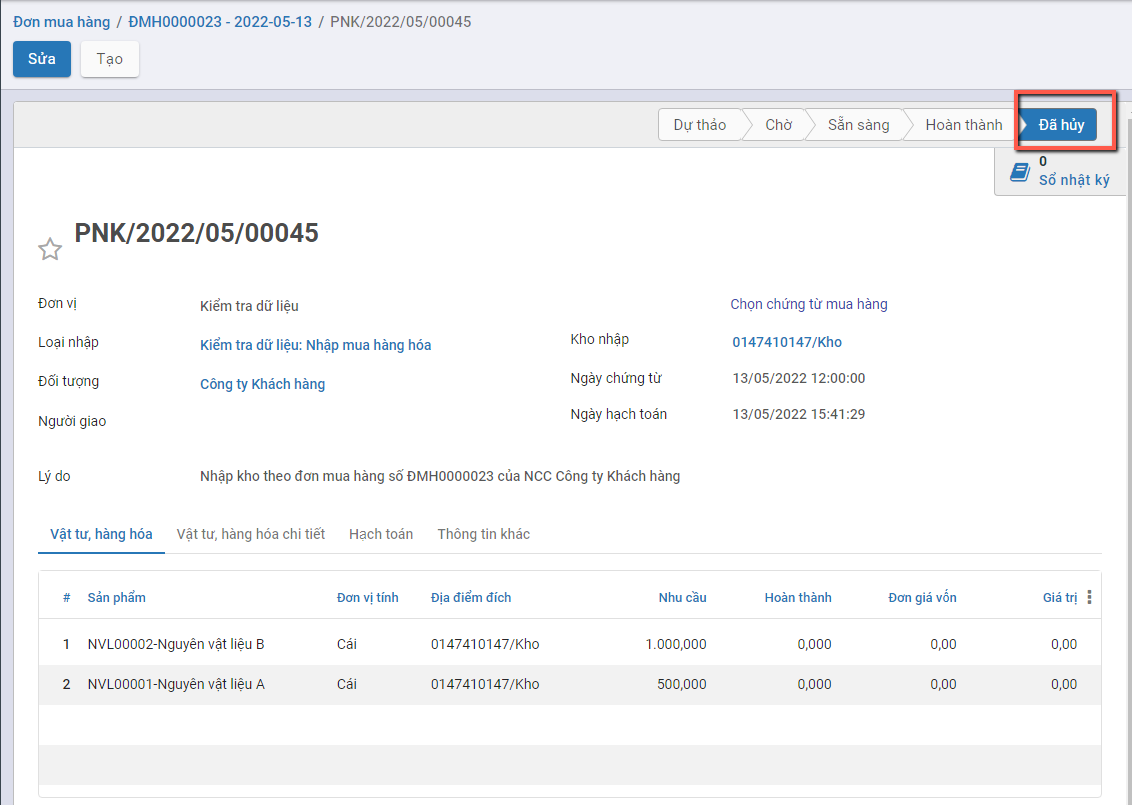 Đơn mua hàng / ĐMH0000023 - 2022-05-13 / PNK/2022/05/00045
Sửa Tạo
Dự thảo Chờ Sẵn sàng Hoàn thành Đã hủy
0
Sổ nhật ký
PNK/2022/05/00045
Đơn vị Kiểm tra dữ liệu Chọn chứng từ mua hàng
Loại nhập Kiểm tra dữ liệu: Nhập mua hàng hóa Kho nhập 0147410147/Kho
Đối tượng Công ty Khách hàng Ngày chứng từ 13/05/2022 12:00:00
Người giao Ngày hạch toán 13/05/2022 15:41:29
Lý do Nhập kho theo đơn mua hàng số ĐMH0000023 của NCC Công ty Khách hàng
Vật tư, hàng hóa Vật tư, hàng hóa chi tiết Hạch toán Thông tin khác
# Sản phẩm Đơn vị tính Địa điểm đích Nhu cầu Hoàn thành Đơn giá vốn Giá trị
1 NVL00002-Nguyên vật liệu B Cái 0147410147/Kho 1.000,000 0,000 0,00 0,00
2 NVL00001-Nguyên vật liệu A Cái 0147410147/Kho 500,000 0,000 0,00 0,00